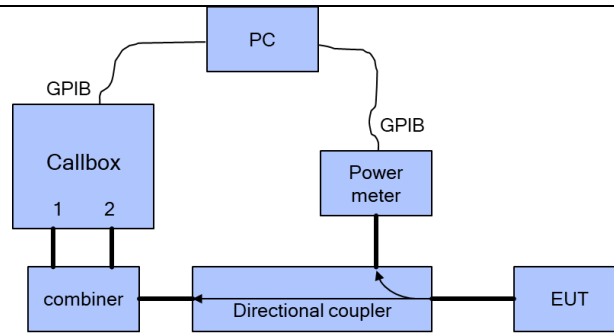 PC
GPIB
GPIB
Callbox
1 2
Power
meter
combiner
Directional coupler
EUT